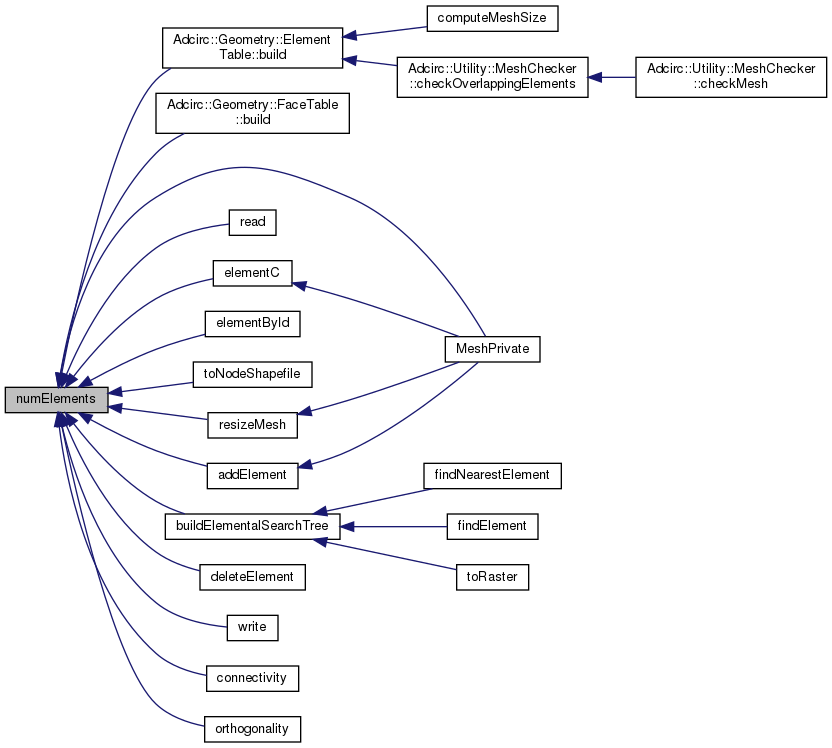 computeMeshSize
Adcirc::Geometry::Element
Table::build
Adcirc::Utility::MeshChecker
::checkOverlappingElements
Adcirc::Utility::MeshChecker
::checkMesh
Adcirc::Geometry::FaceTable
::build
read
elementC
elementById
MeshPrivate
toNodeShapefile
numElements
resizeMesh
addElement
findNearestElement
buildElementalSearchTree
findElement
deleteElement
toRaster
write
connectivity
orthogonality